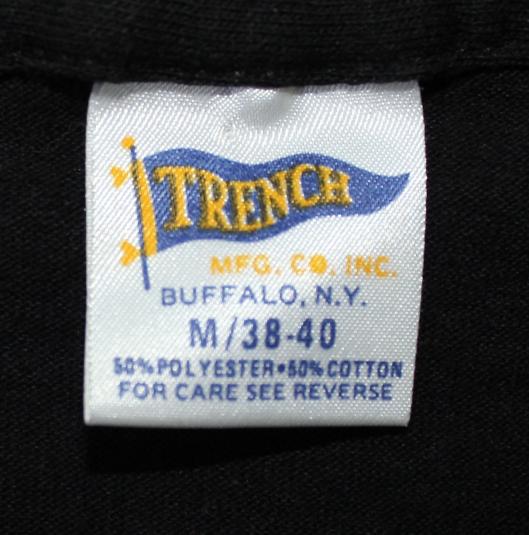 TRENCH
MFG. CO. INC.
BUFFALO, N.Y.
M/38-40
50% POLYESTER•50% COTTON
FOR CARE SEE REVERSE